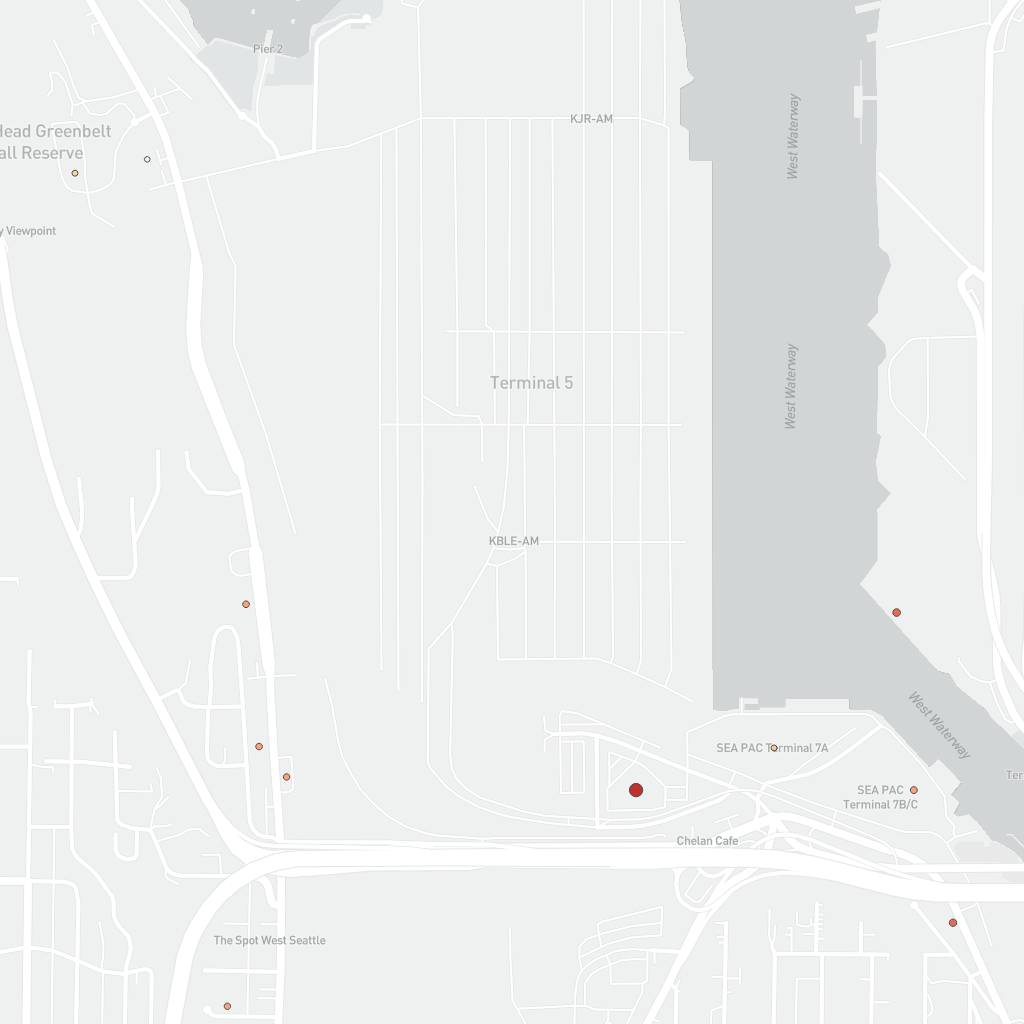 Pier 2
KJR-AM
West Waterway
Head Greenbelt
all Reserve
y Viewpoint
Terminal 5
West Waterway
KBLE-AM
West Waterway
SEA PAC Terminal 7A
Ter
SEA PAC
Terminal 7B/C
Chelan Cafe
The Spot West Seattle